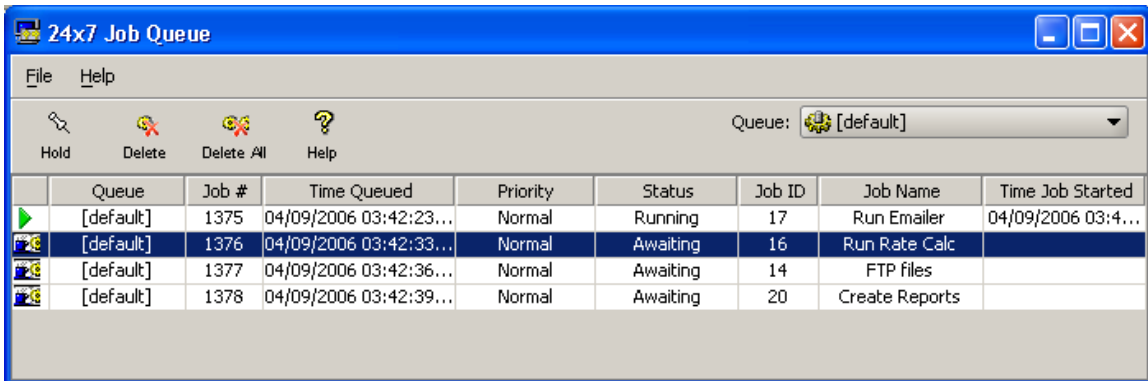 24x7 Job Queue
File Help
Queue: [default]
Hold Delete Delete All Help
Queue Job # Time Queued Priority Status Job ID Job Name Time Job Started
[default] 1375 04/09/2006 03:42:23... Normal Running 17 Run Emailer 04/09/2006 03:4...
[default] 1376 04/09/2006 03:42:33... Normal Awaiting 16 Run Rate Calc
[default] 1377 04/09/2006 03:42:36... Normal Awaiting 14 FTP files
[default] 1378 04/09/2006 03:42:39... Normal Awaiting 20 Create Reports